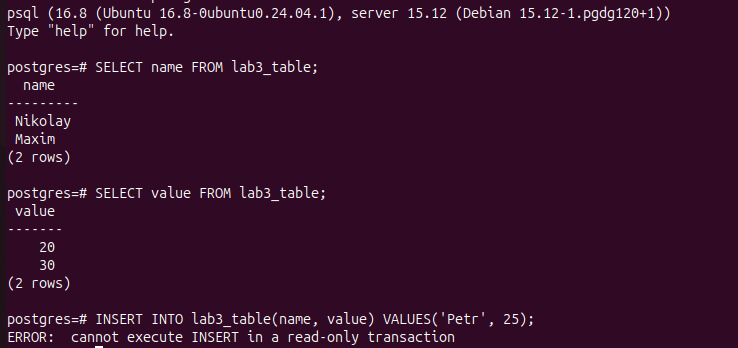 psql (16.8 (Ubuntu 16.8-0ubuntu0.24.04.1), server 15.12 (Debian 15.12-1.pgdg120+1))
Type "help" for help.

postgres=# SELECT name FROM lab3_table;
  name
---------
 Nikolay
 Maxim
(2 rows)

postgres=# SELECT value FROM lab3_table;
 value
-------
    20
    30
(2 rows)

postgres=# INSERT INTO lab3_table(name, value) VALUES('Petr', 25);
ERROR:  cannot execute INSERT in a read-only transaction